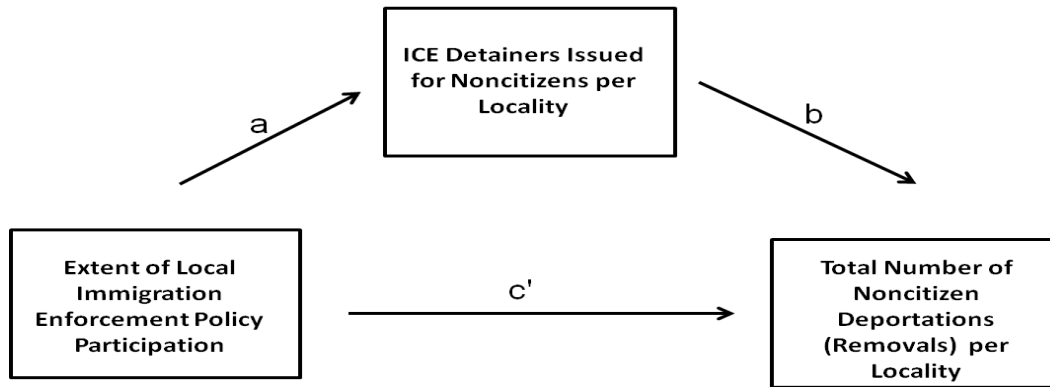 ICE Detainers Issued
for Noncitizens per
Locality
a
b
Extent of Local
Immigration
Enforcement Policy
Participation
c'
Total Number of
Noncitizen
Deportations
(Removals) per
Locality